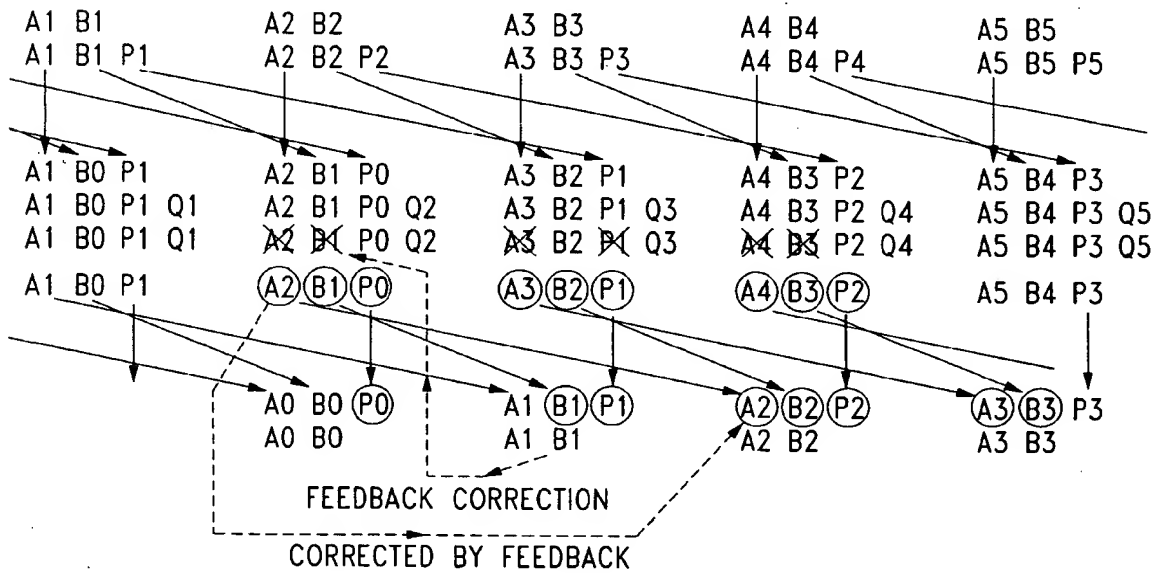 A1 B1 A2 B2 A3 B3 A4 B4 A5 B5
A1 B1 P1 A2 B2 P2 A3 B3 P3 A4 B4 P4 A5 B5 P5
A1 B0 P1 A2 B1 P0 A3 B2 P1 A4 B3 P2 A5 B4 P3
A1 B0 P1 Q1 A2 B1 P0 Q2 A3 B2 P1 Q3 A4 B3 P2 Q4 A5 B4 P3 Q5
A1 B0 P1 Q1 A2 B1 P0 Q2 A3 B2 P1 Q3 A4 B3 P2 Q4 A5 B4 P3 Q5
A1 B0 P1 A2 B1 P0 A3 B2 P1 A4 B3 P2 A5 B4 P3
A0 B0 P0 A1 B1 P1 A2 B2 P2 A3 B3 P3
A0 B0 A1 B1 A2 B2 A3 B3
FEEDBACK CORRECTION
CORRECTED BY FEEDBACK